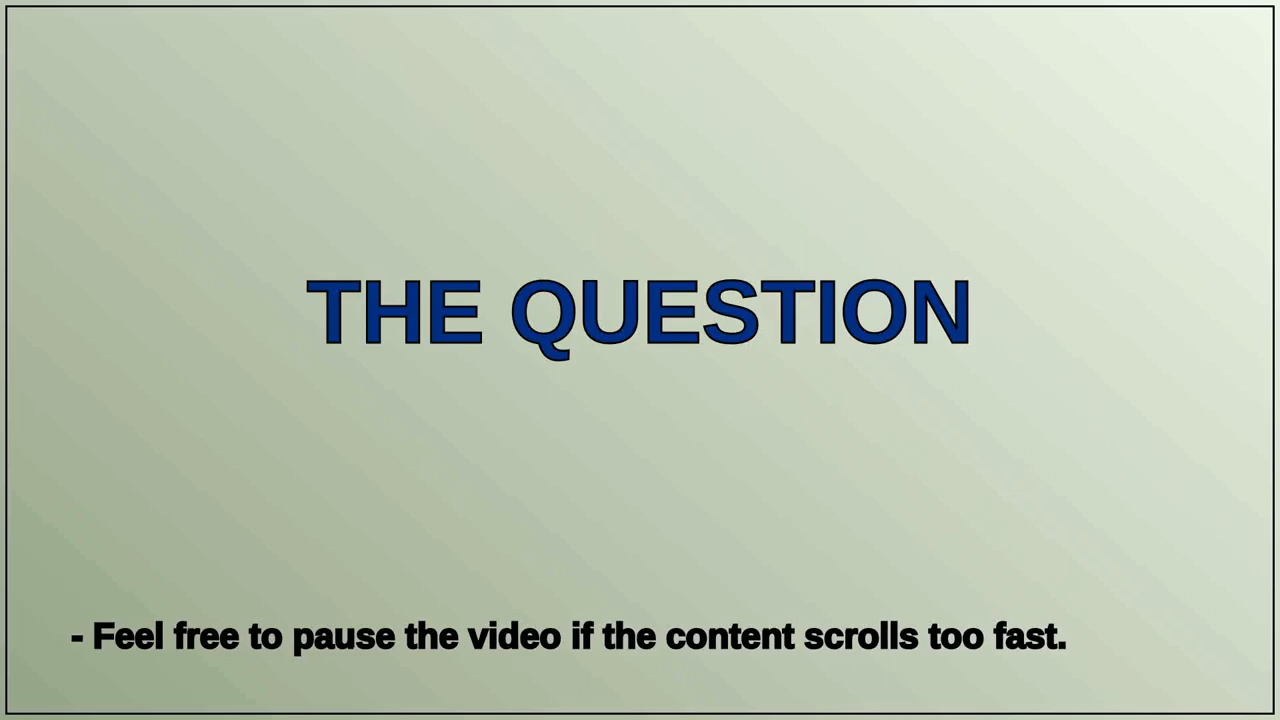 THE QUESTION
- Feel free to pause the video if the content scrolls too fast.